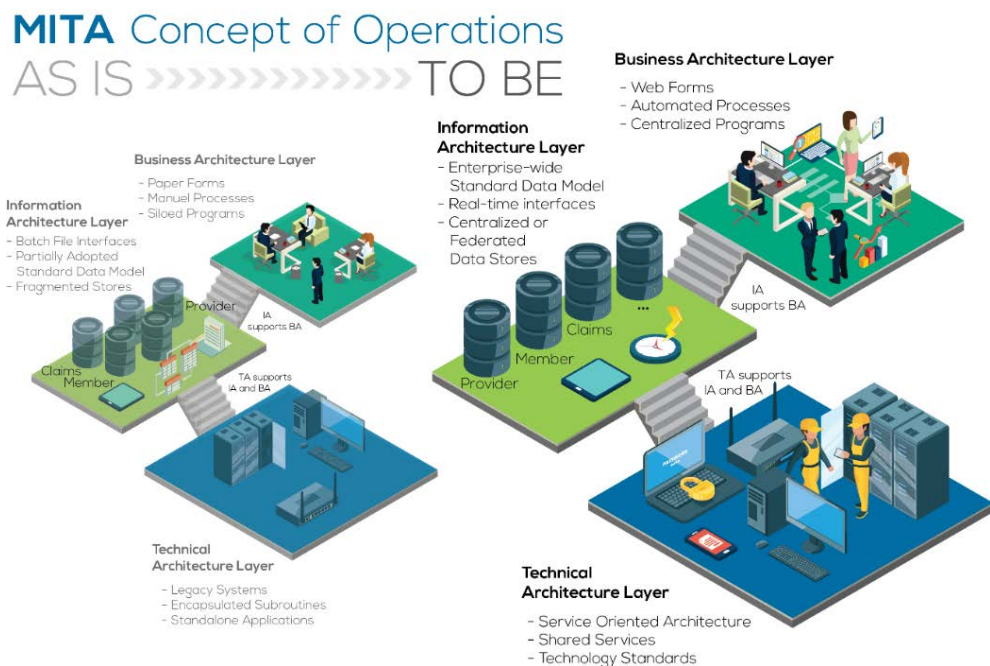 MITA Concept of Operations
AS IS >>>>>>>>>>>>>>> TO BE
Business Architecture Layer
- Paper Forms
- Manuel Processes
- Siloed Programs
Information
Architecture Layer
- Batch File Interfaces
- Partially Adopted
Standard Data Model
- Fragmented Stores
Provider
Claims
Member
IA
supports BA
TA supports
IA and BA
Technical
Architecture Layer
- Legacy Systems
- Encapsulated Subroutines
- Standalone Applications
Business Architecture Layer
- Web Forms
- Automated Processes
- Centralized Programs
Information
Architecture Layer
- Enterprise-wide
Standard Data Model
- Real-time interfaces
- Centralized or
Federated
Data Stores
...
Claims
Member
Provider
IA
supports BA
TA supports
IA and BA
Technical
Architecture Layer
- Service Oriented Architecture
- Shared Services
- Technology Standards